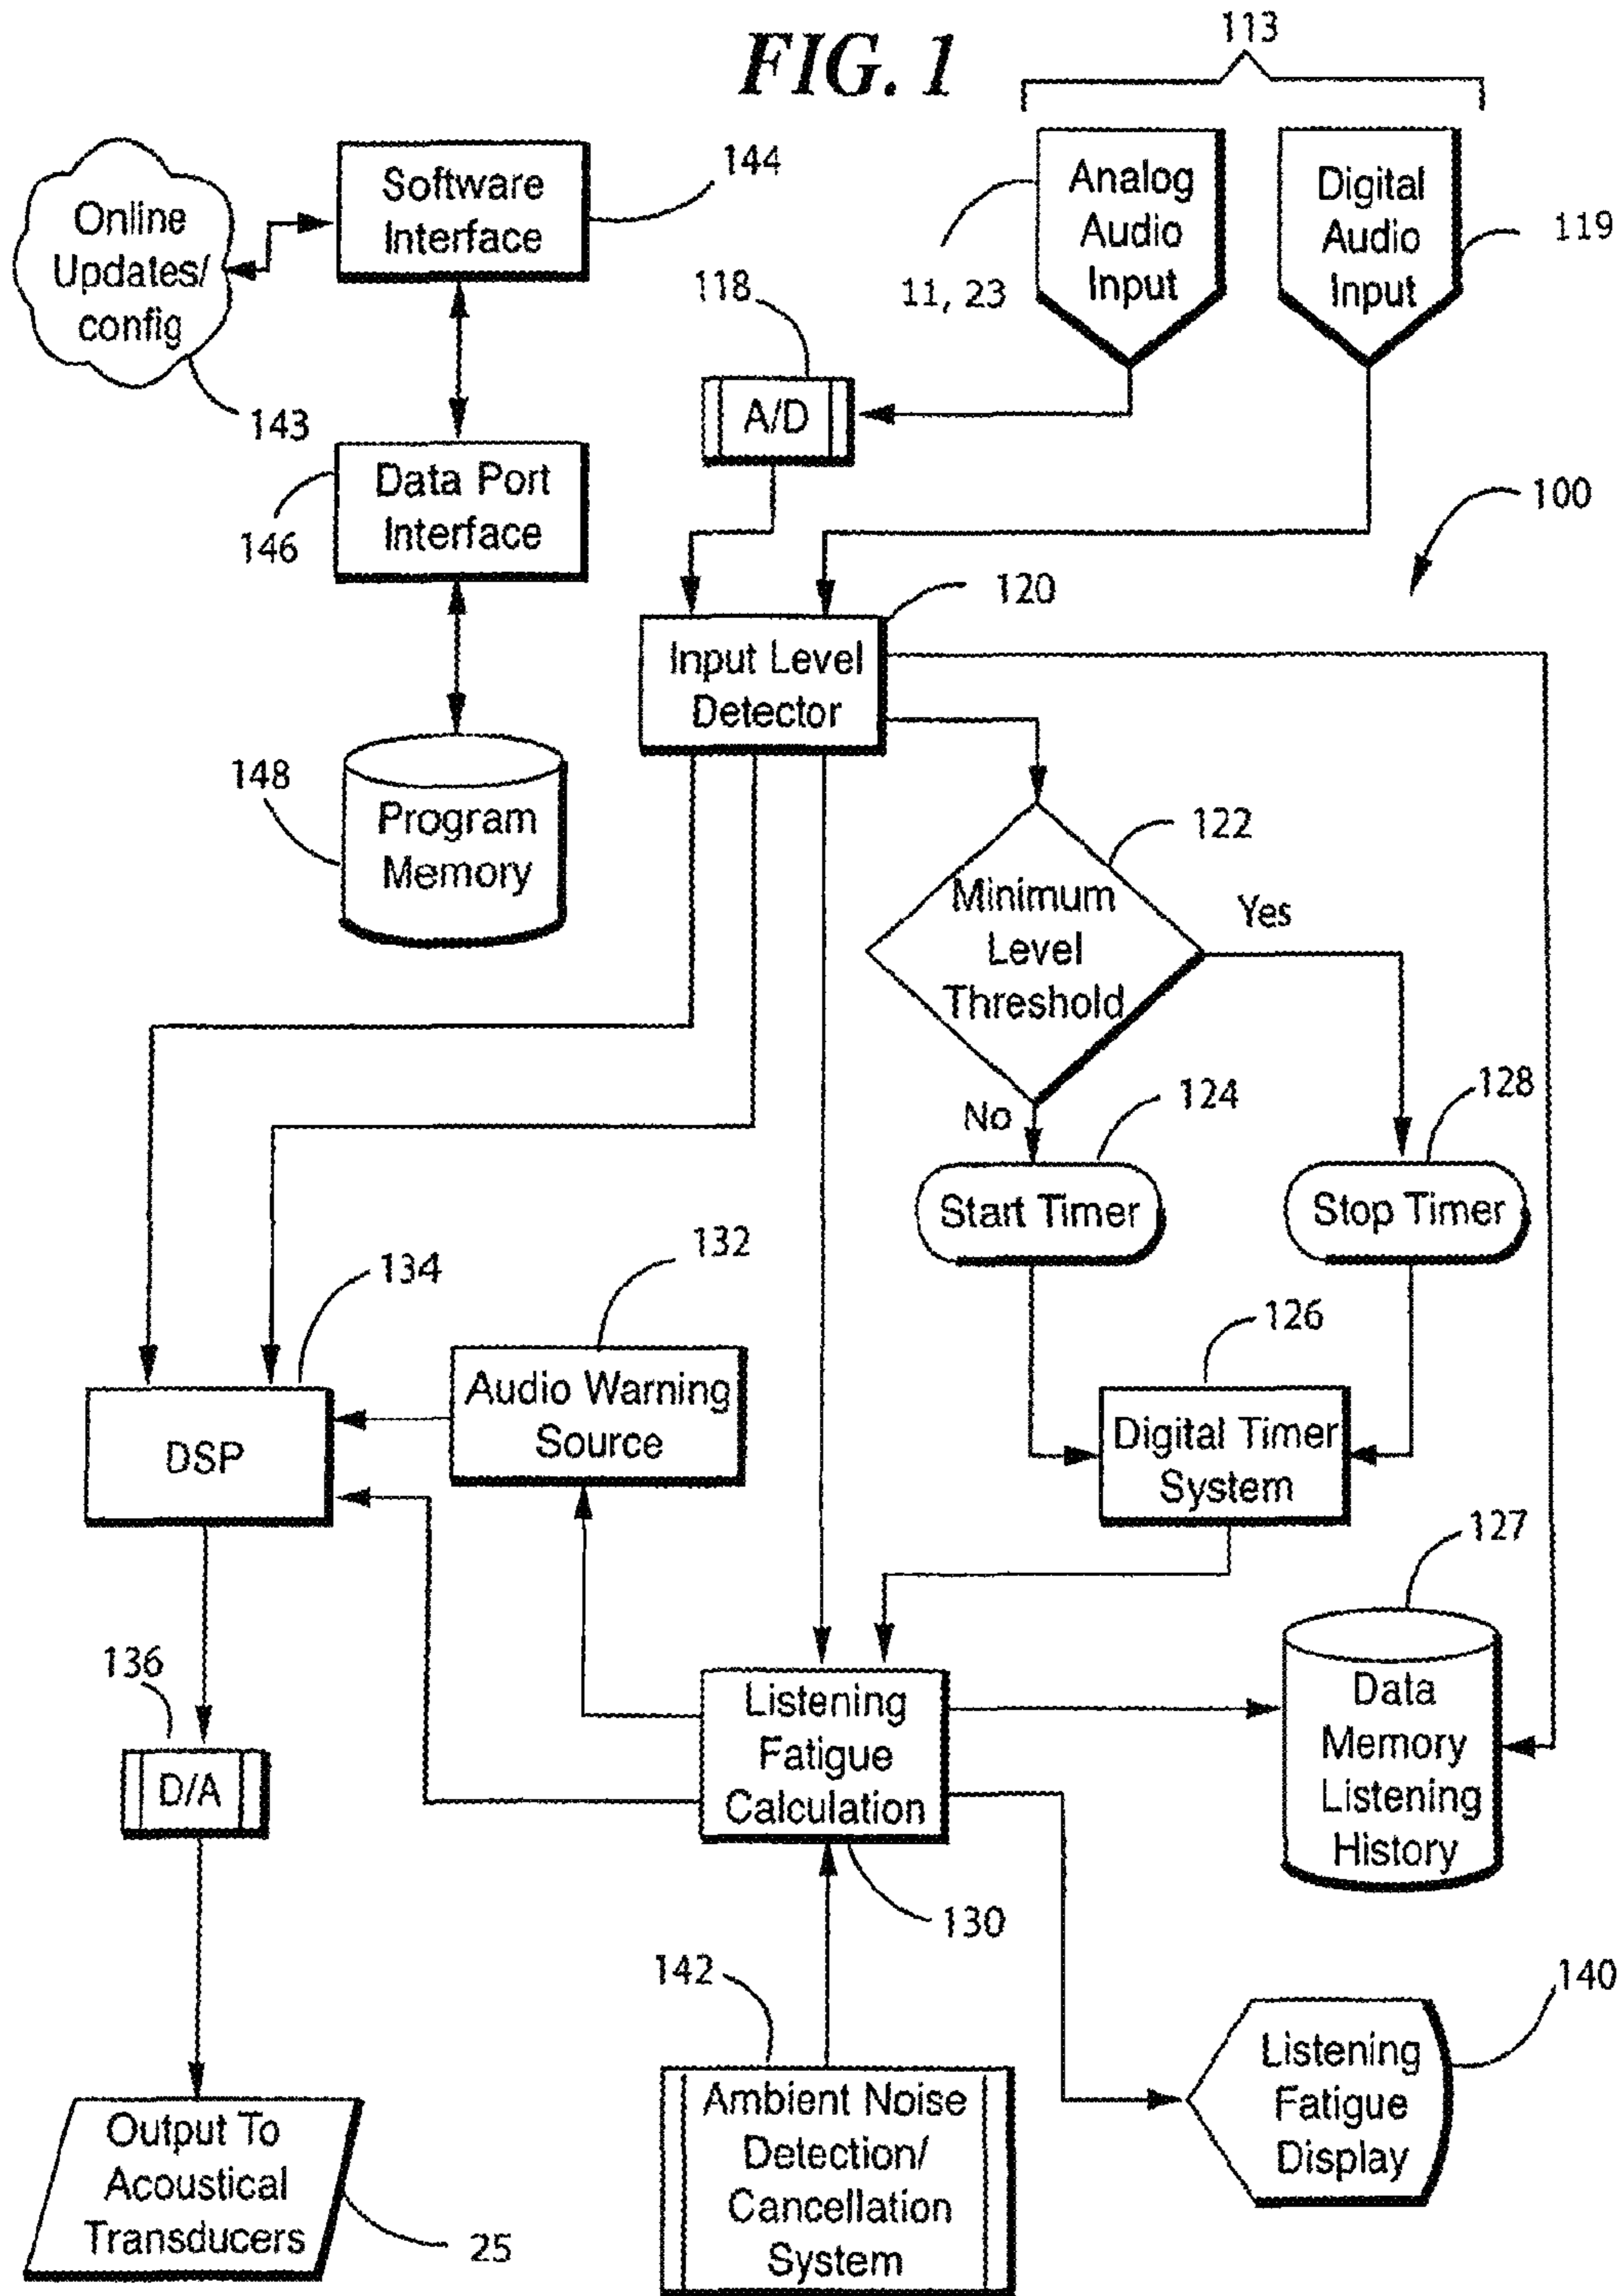 FIG. 1
113
Online
Updates/
config
143
Software
Interface
144
Analog
Audio
Input
11, 23
Digital
Audio
Input
119
118
A/D
Data Port
Interface
146
100
120
Input Level
Detector
148
Program
Memory
122
Minimum
Level
Threshold
Yes
No
124
128
Start Timer
Stop Timer
132
134
126
Audio Warning
Source
DSP
Digital Timer
System
127
136
D/A
Listening
Fatigue
Calculation
130
Data
Memory
Listening
History
142
140
Output To
Acoustical
Transducers
25
Ambient Noise
Detection/
Cancellation
System
Listening
Fatigue
Display